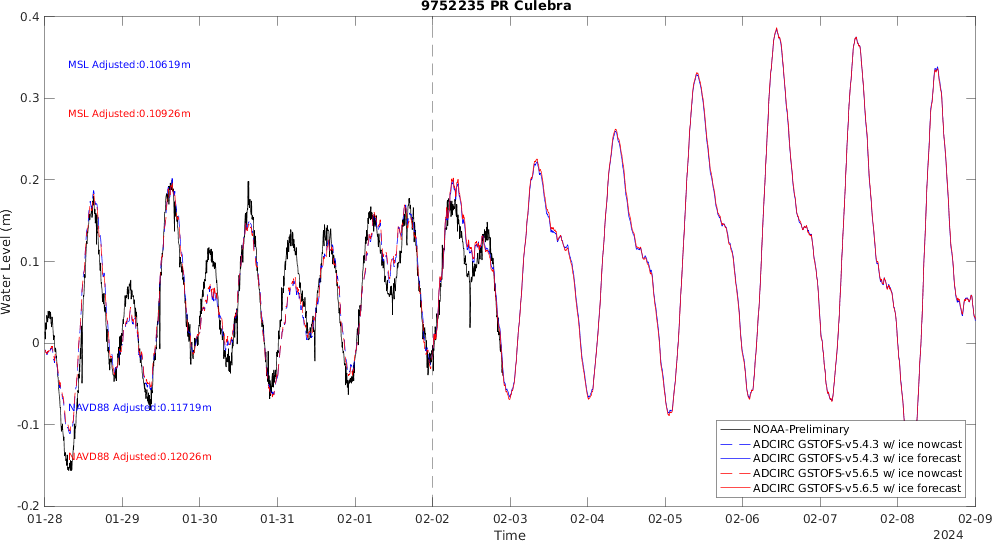 9752235 PR Culebra
0.4
0.3
0.2
0.1
0
-0.1
-0.2
Water Level (m)
MSL Adjusted:0.10619m
MSL Adjusted:0.10926m
NAVD88 Adjusted:0.11719m
NAVD88 Adjusted:0.12026m
NOAA-Preliminary
ADCIRC GSTOFS-v5.4.3 w/ ice nowcast
ADCIRC GSTOFS-v5.4.3 w/ ice forecast
ADCIRC GSTOFS-v5.6.5 w/ ice nowcast
ADCIRC GSTOFS-v5.6.5 w/ ice forecast
01-28 01-29 01-30 01-31 02-01 02-02 02-03 02-04 02-05 02-06 02-07 02-08 02-09
Time
2024